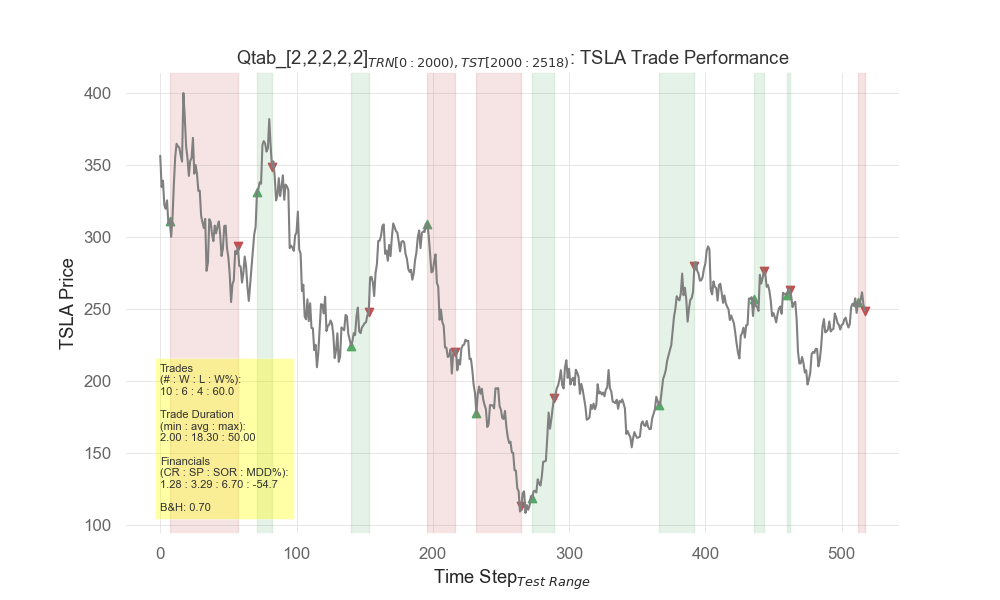 Qtab_[2,2,2,2,2]TRN[0 : 2000), TST[2000 : 2518): TSLA Trade Performance
400
350
300
250
200
150
100
TSLA Price
Trades
(# : W : L : W%):
10 : 6 : 4 : 60.0
Trade Duration
(min : avg : max):
2.00 : 18.30 : 50.00
Financials
(CR : SP : SOR : MDD%):
1.28 : 3.29 : 6.70 : -54.7
B&H: 0.70
0 100 200 300 400 500
Time StepTest Range